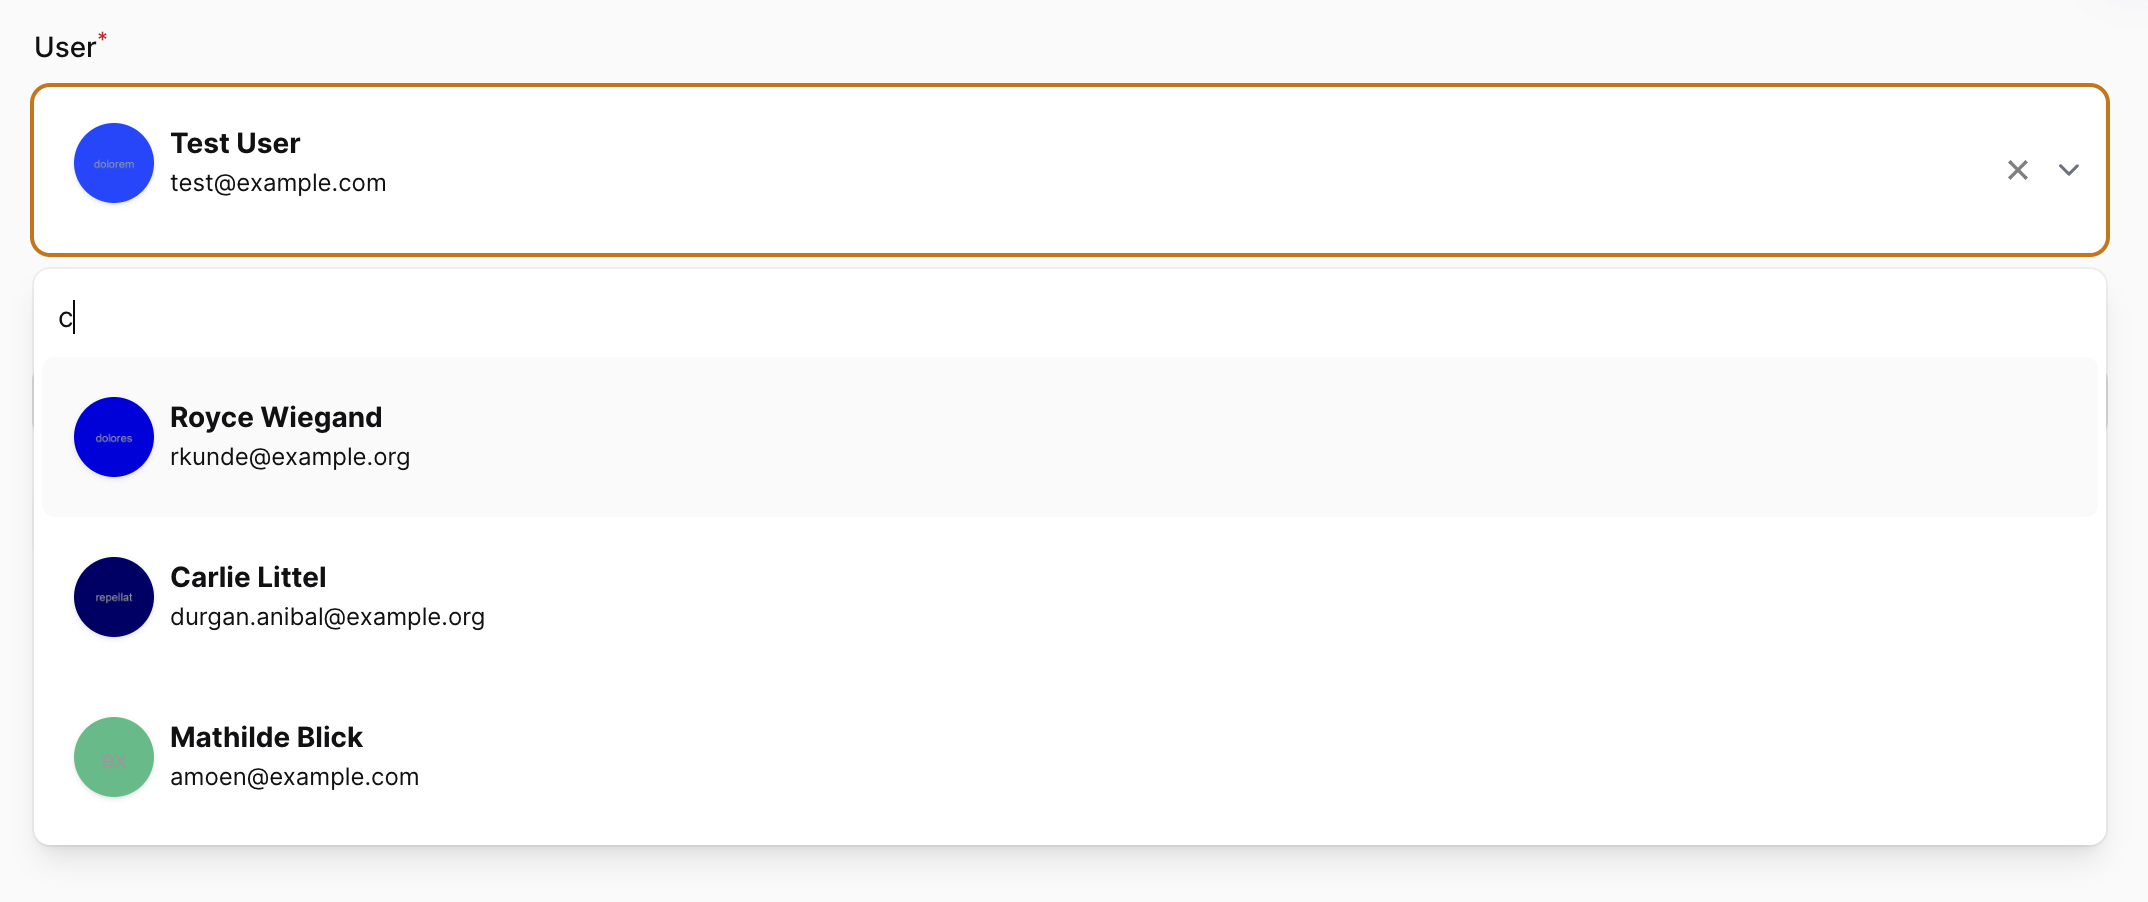 User*
dolorem
Test User
test@example.com
c
dolores
Royce Wiegand
rkunde@example.org
repellat
Carlie Littel
durgan.anibal@example.org
ex
Mathilde Blick
amoen@example.com